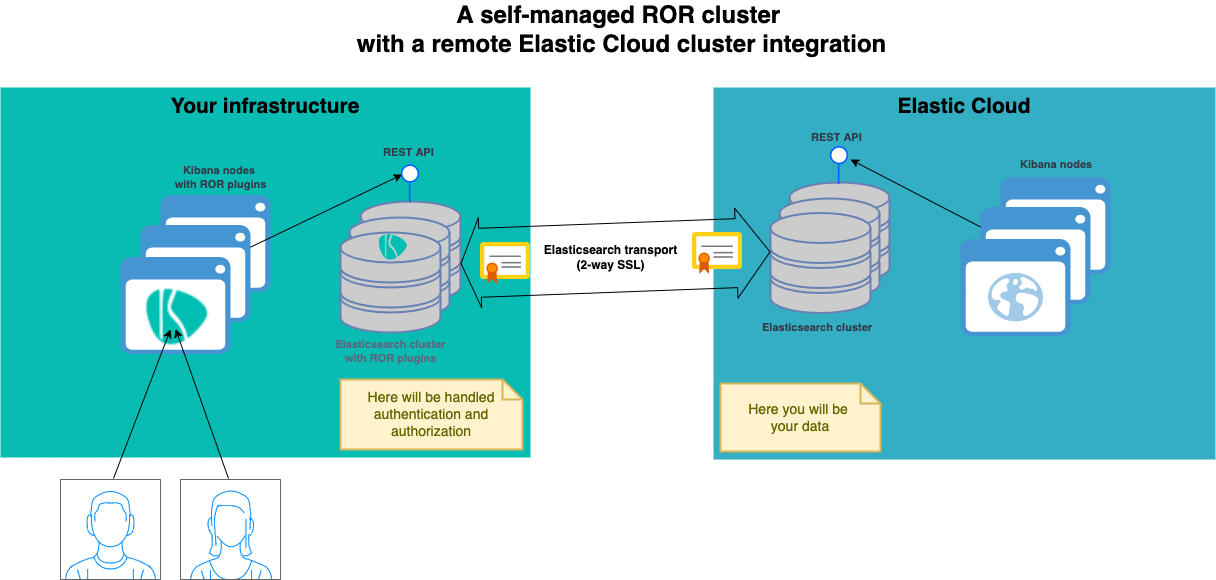 A self-managed ROR cluster
with a remote Elastic Cloud cluster integration
Your infrastructure
Kibana nodes
with ROR plugins
REST API
Elasticsearch cluster
with ROR plugins
Here will be handled
authentication and
authorization
Elasticsearch transport
(2-way SSL)
Elastic Cloud
REST API
Kibana nodes
Elasticsearch cluster
Here you will be
your data